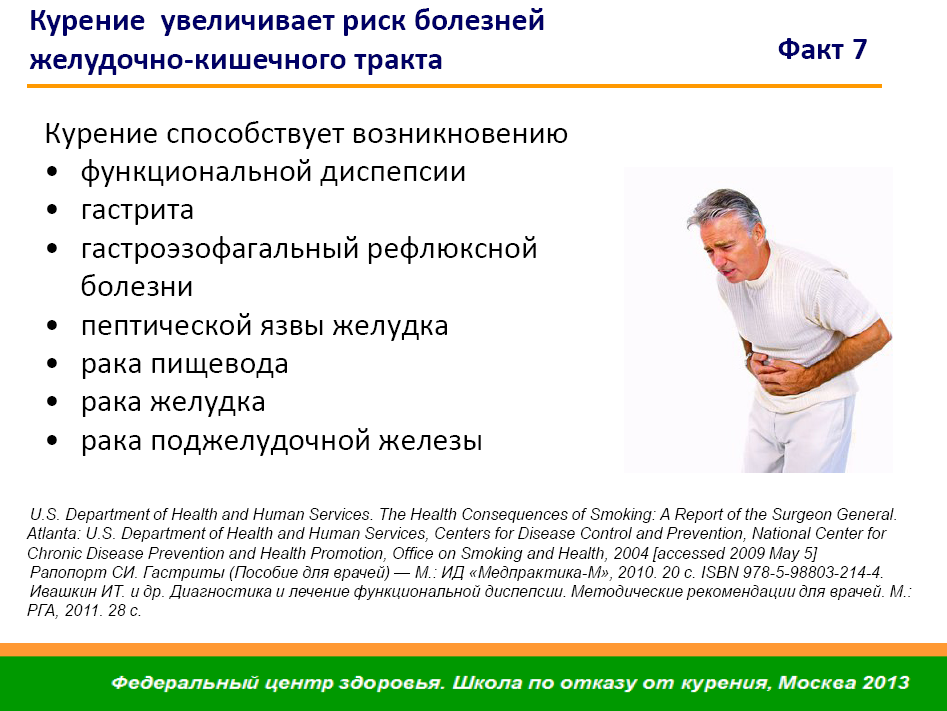 Курение  увеличивает риск болезней
желудочно-кишечного тракта
Факт 7
Курение способствует возникновению
• функциональной диспепсии
• гастрита
• гастроэзофагальный рефлюксной
болезни
• пептической язвы желудка
• рака пищевода
• рака желудка
• рака поджелудочной железы
U.S. Department of Health and Human Services. The Health Consequences of Smoking: A Report of the Surgeon General.
Atlanta: U.S. Department of Health and Human Services, Centers for Disease Control and Prevention, National Center for
Chronic Disease Prevention and Health Promotion, Office on Smoking and Health, 2004 [accessed 2009 May 5]
Рапопорт СИ. Гастриты (Пособие для врачей) — М.: ИД «Медпрактика-М», 2010. 20 с. ISBN 978-5-98803-214-4.
Ивашкин ИТ. и др. Диагностика и лечение функциональной диспепсии. Методические рекомендации для врачей. М.:
РГА, 2011. 28 с.
Федеральный центр здоровья. Школа по отказу от курения, Москва 2013